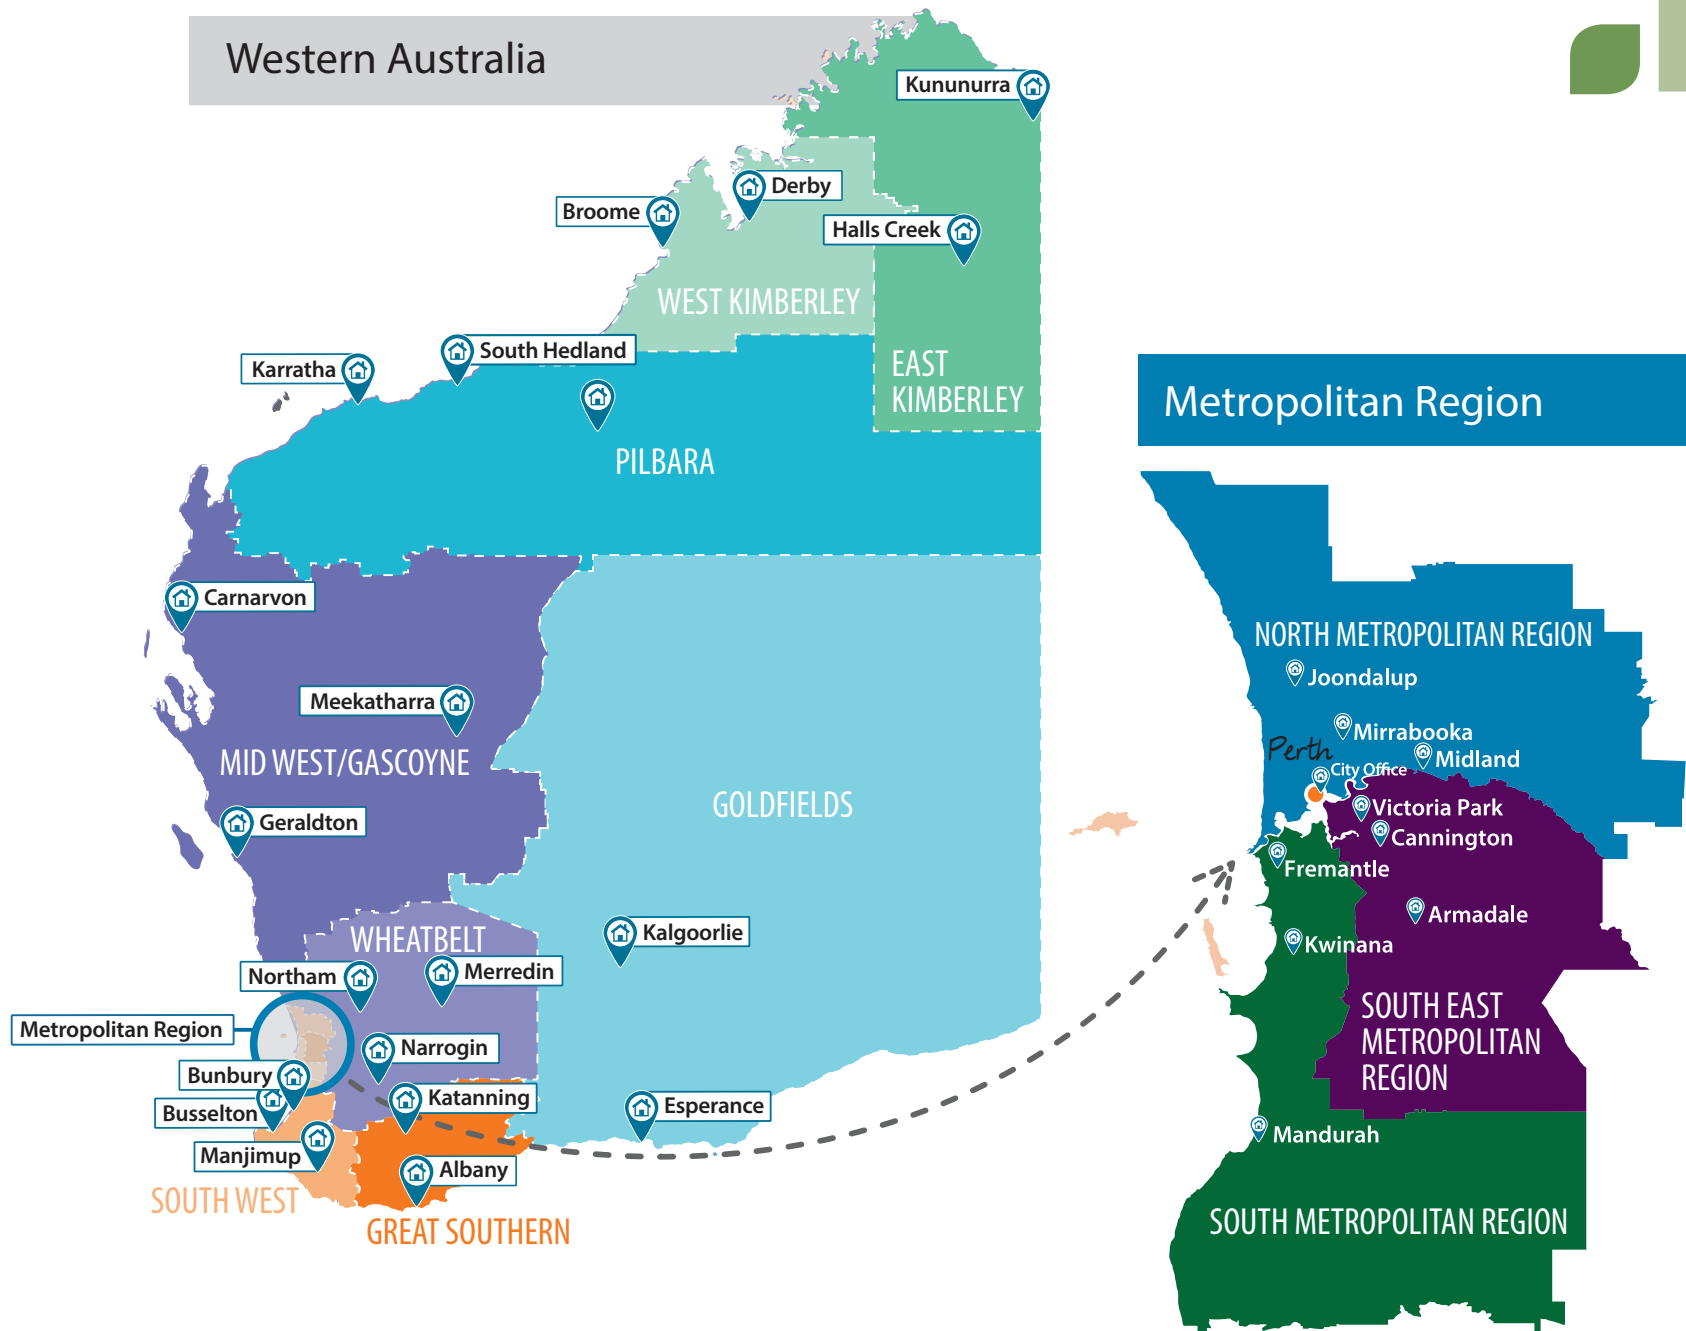 Western Australia
Kununurra
Derby
Broome
Halls Creek
WEST KIMBERLEY
South Hedland
Karratha
EAST
KIMBERLEY
PILBARA
Carnarvon
Meekatharra
MID WEST/GASCOYNE
GOLDFIELDS
Geraldton
WHEATBELT
Kalgoorlie
Northam
Merredin
Metropolitan Region
Narrogin
Bunbury
Katanning
Busselton
Esperance
Manjimup
Albany
SOUTH WEST
GREAT SOUTHERN
Metropolitan Region
NORTH METROPOLITAN REGION
Joondalup
Mirrabooka
Perth
Midland
City Office
Victoria Park
Cannington
Fremantle
Armadale
Kwinana
SOUTH EAST
METROPOLITAN
REGION
Mandurah
SOUTH METROPOLITAN REGION